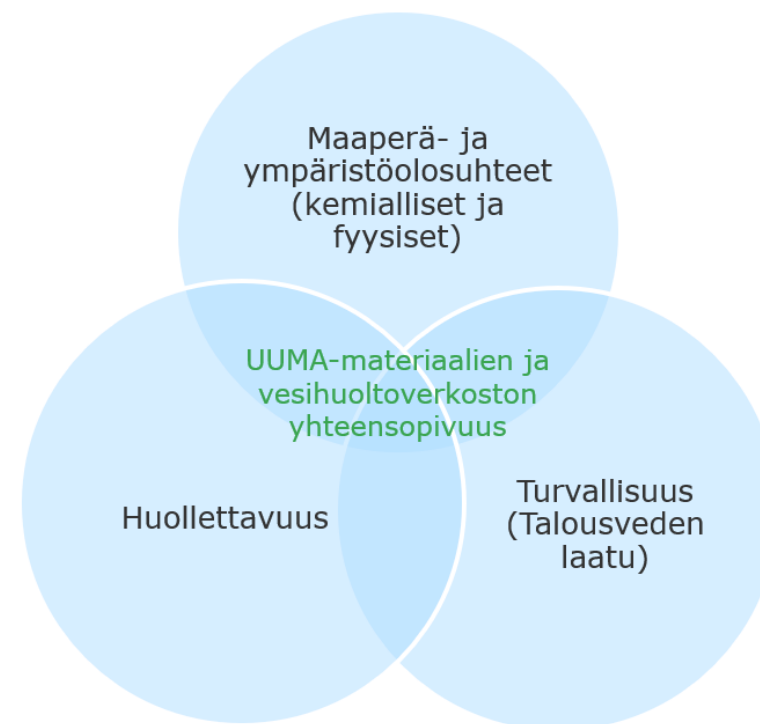 Maaperä- ja
ympäristöolosuhteet
(kemialliset ja
fyysiset)
UUMA-materiaalien ja
vesihuoltoverkoston
yhteensopivuus
Huollettavuus
Turvallisuus
(Talousveden
laatu)